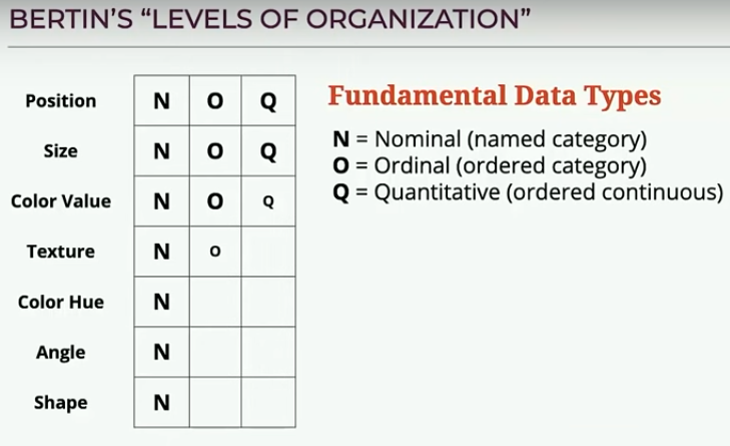 BERTIN’S “LEVELS OF ORGANIZATION”
Position N O Q
Size N O Q
Color Value N O Q
Texture N O
Color Hue N
Angle N
Shape N
Fundamental Data Types
N = Nominal (named category)
O = Ordinal (ordered category)
Q = Quantitative (ordered continuous)